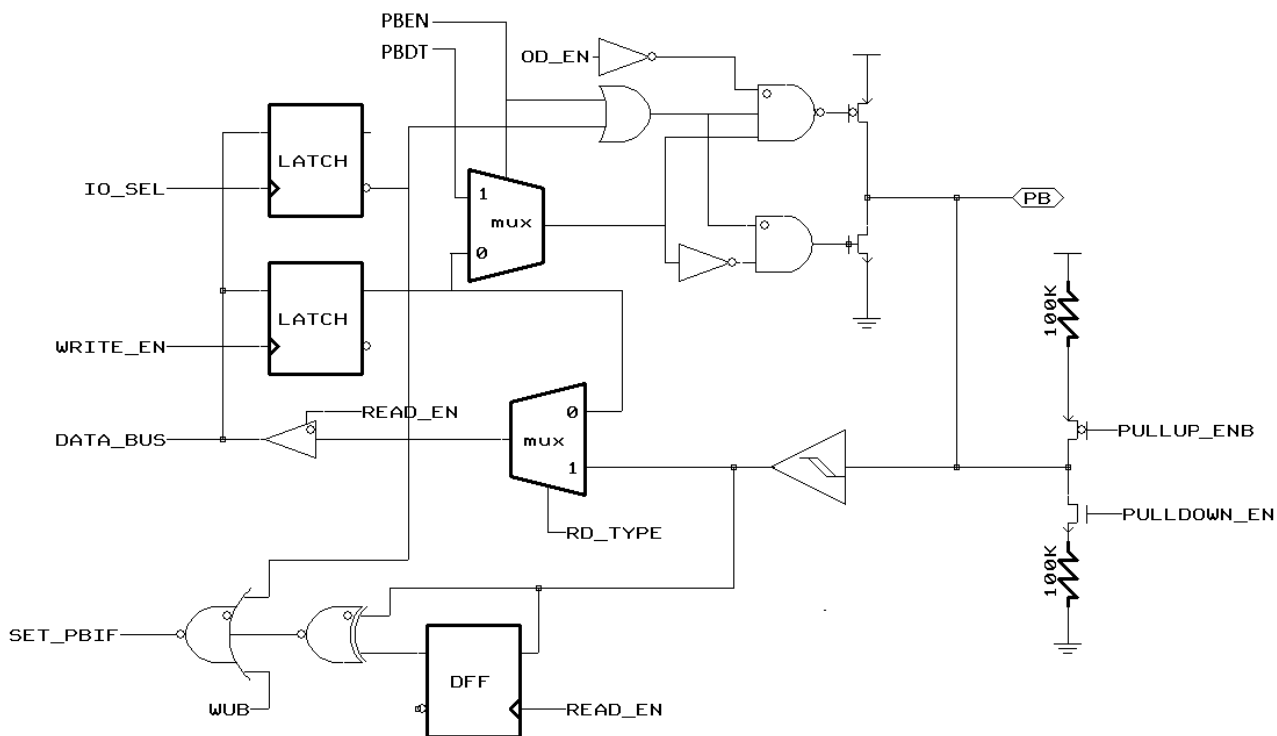 PBEN
PBDT
OD_EN
LATCH
IO_SEL
1
mux
0
PB
LATCH
WRITE_EN
100K
READ_EN
DATA_BUS
0
mux
1
PULLUP_ENB
PULLDOWN_EN
RD_TYPE
100K
SET_PBIF
DFF
WUB
READ_EN